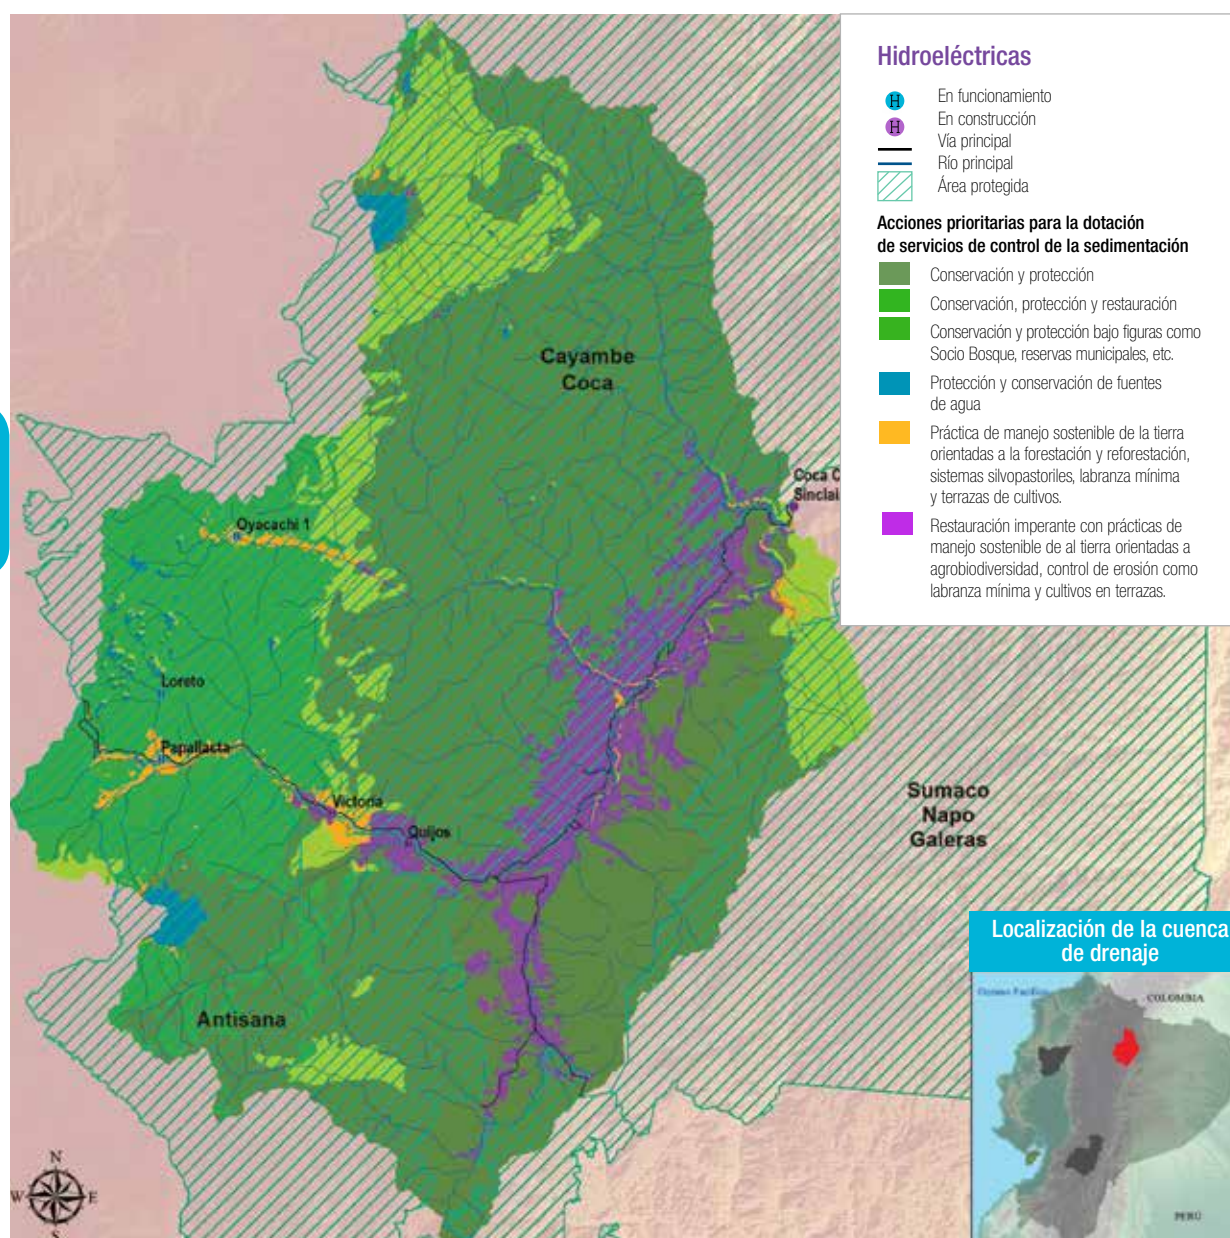 Hidroeléctricas
H
En funcionamiento
H
En construcción
Vía principal
Río principal
Área protegida
Acciones prioritarias para la dotación
de servicios de control de la sedimentación
Conservación y protección
Conservación, protección y restauración
Conservación y protección bajo figuras como
Socio Bosque, reservas municipales, etc.
Protección y conservación de fuentes
de agua
Práctica de manejo sostenible de la tierra
orientadas a la forestación y reforestación,
sistemas silvopastoriles, labranza mínima
y terrazas de cultivos.
Restauración imperante con prácticas de
manejo sostenible de al tierra orientadas a
agrobiodiversidad, control de erosión como
labranza mínima y cultivos en terrazas.
Cayambe
Coca
Coca C
Sinclai
Oyacachi 1
Loreto
Papallacta
Victoria
Quijos
Sumaco
Napo
Galeras
Antisana
N
W
E
S
Localización de la cuenca
de drenaje
Océano Pacífico
COLOMBIA
PERÚ